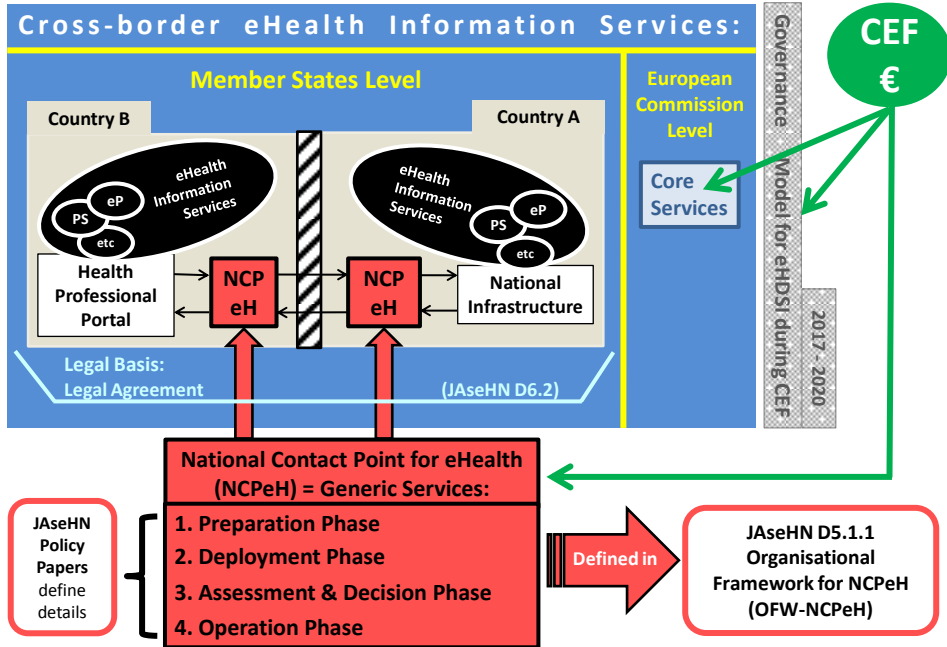 Cross-border eHealth Information Services:
Member States Level
Country B
Country A
eHealth
Information
Services
eP
PS
etc
eHealth
Information
Services
eP
PS
etc
Health
Professional
Portal
NCP
eH
NCP
eH
National
Infrastructure
Legal Basis:
Legal Agreement
(JAseHN D6.2)
European
Commission
Level
Core
Services
Governance Model for eHDSI during CEF
2017 - 2020
CEF
€
National Contact Point for eHealth
(NCPeH) = Generic Services:
1. Preparation Phase
2. Deployment Phase
3. Assessment & Decision Phase
4. Operation Phase
JAseHN
Policy
Papers
define
details
Defined in
JAseHN D5.1.1
Organisational
Framework for NCPeH
(OFW-NCPeH)